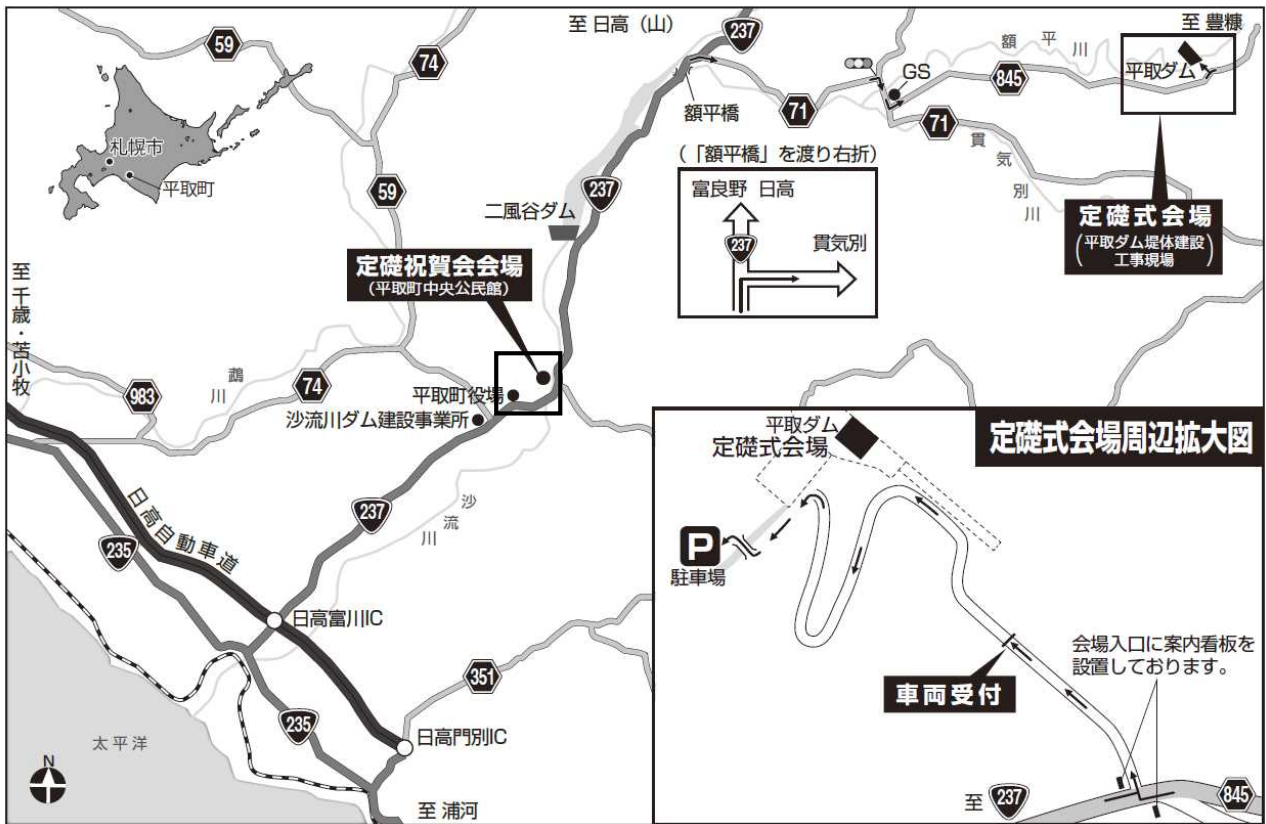 59
74
至 日高（山）
237
至 豊糠
額平川
GS
845
平取ダム
札幌市
平取町
額平橋
71
71
（「額平橋」を渡り右折）
貫気別川
59
237
富良野 日高
237
貫気別
二風谷ダム
定礎式会場
（平取ダム堤体建設
工事現場）
定礎祝賀会会場
（平取町中央公民館）
至千歳・苫小牧
983
鵡川
74
平取町役場
沙流川ダム建設事業所
日高自動車道
235
237
沙流川
日高富川IC
351
235
日高門別IC
太平洋
N
至 浦河
定礎式会場周辺拡大図
平取ダム
定礎式会場
P
駐車場
会場入口に案内看板を
設置しております。
車両受付
至 237
845